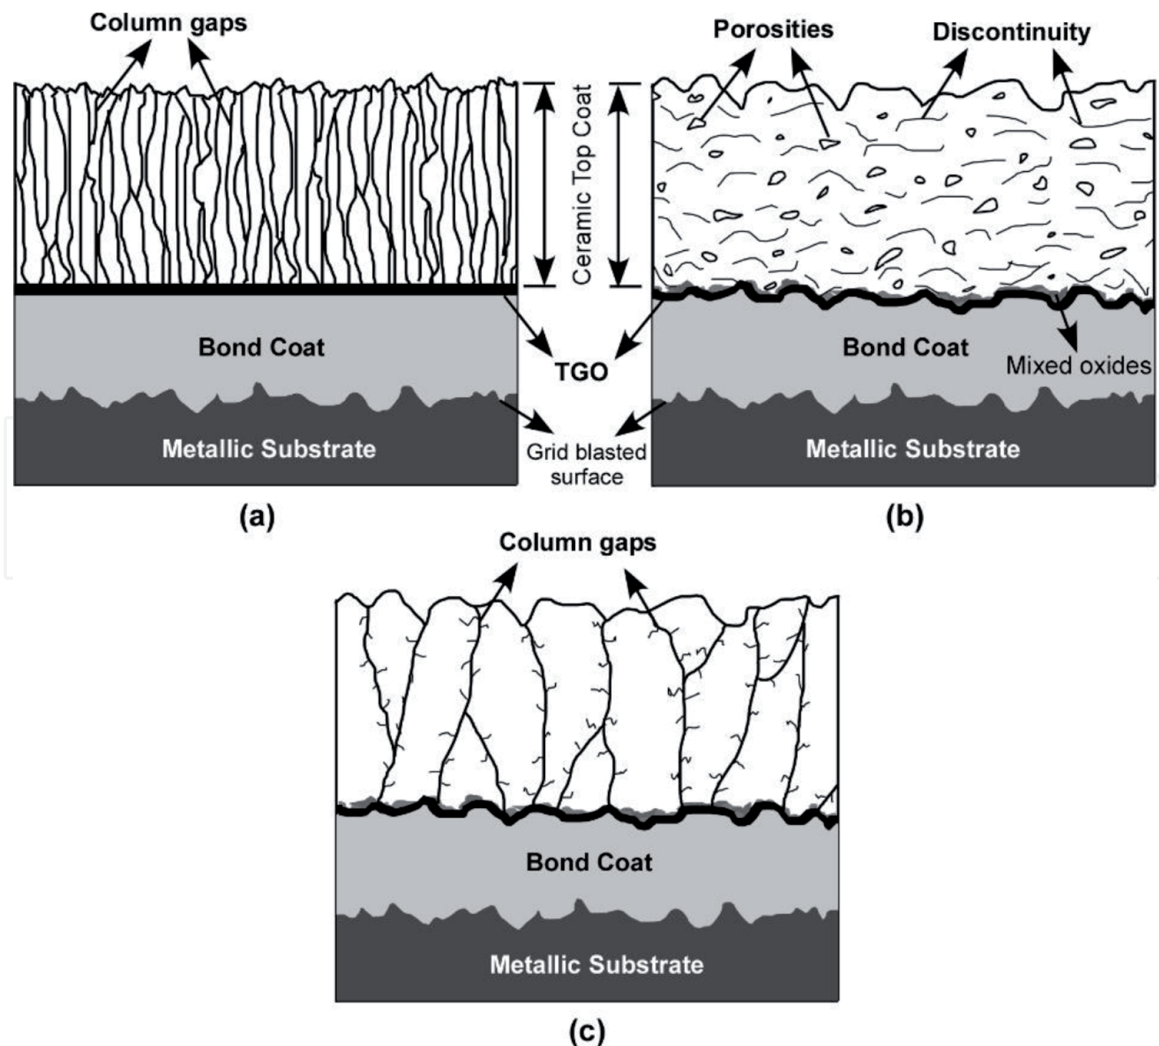 Column gaps
Porosities
Discontinuity
Ceramic Top Coat
Bond Coat
TGO
Bond Coat
Mixed oxides
Metallic Substrate
Grid blasted
surface
Metallic Substrate
(a)
(b)
Column gaps
Bond Coat
Metallic Substrate
(c)